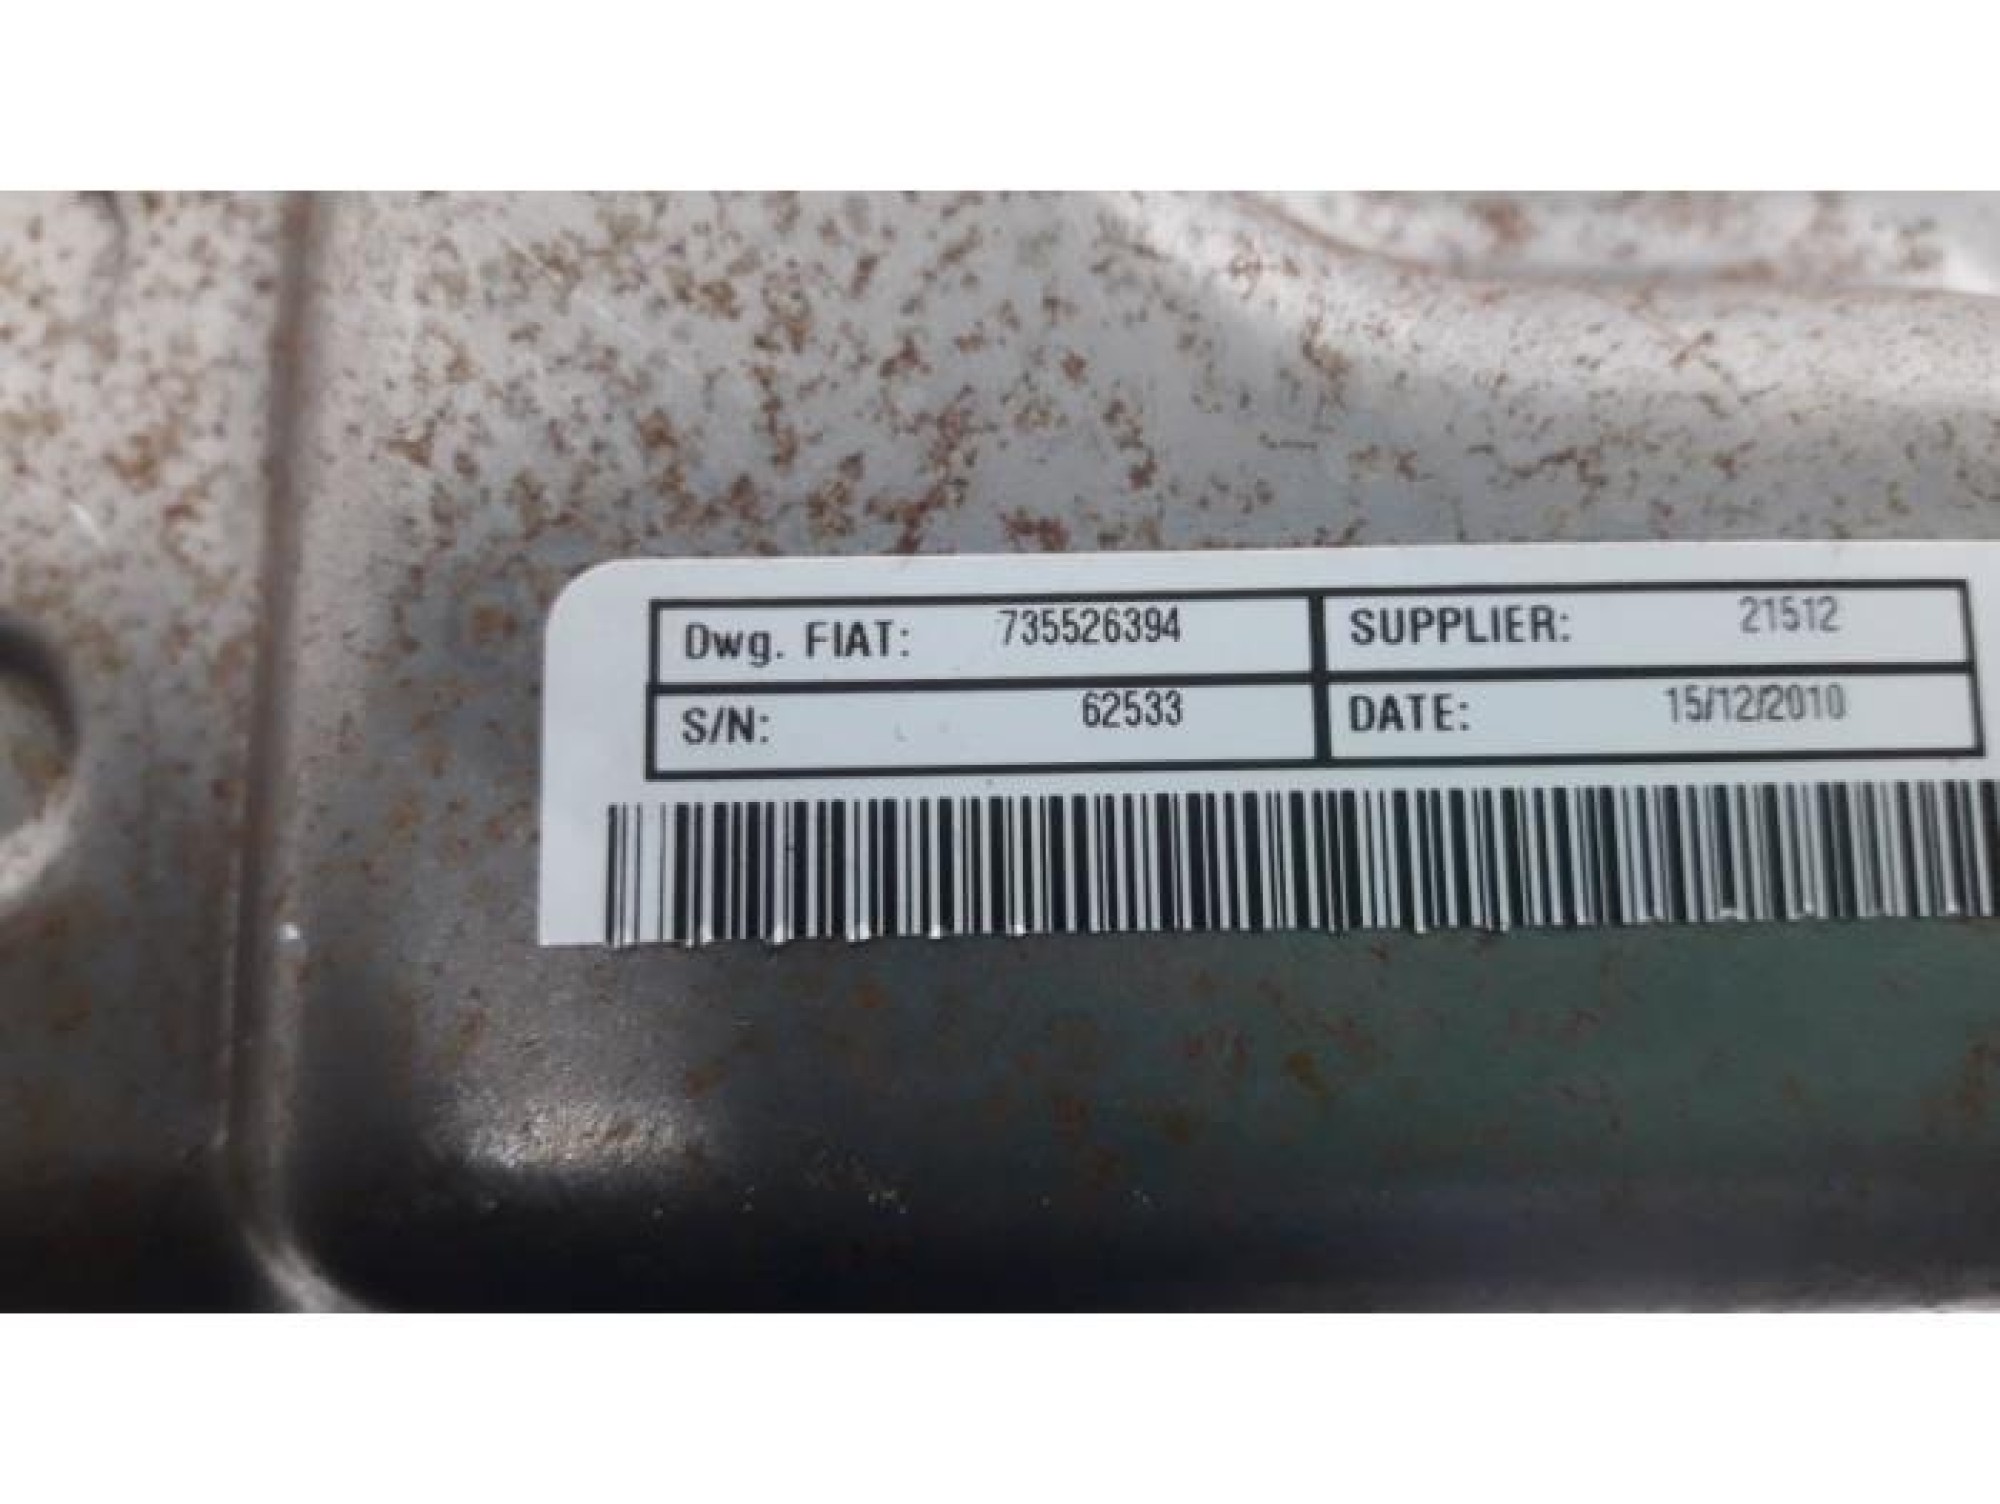 Dwg. FIAT: 735526394 SUPPLIER: 21512
S/N: 62533 DATE: 15/12/2010